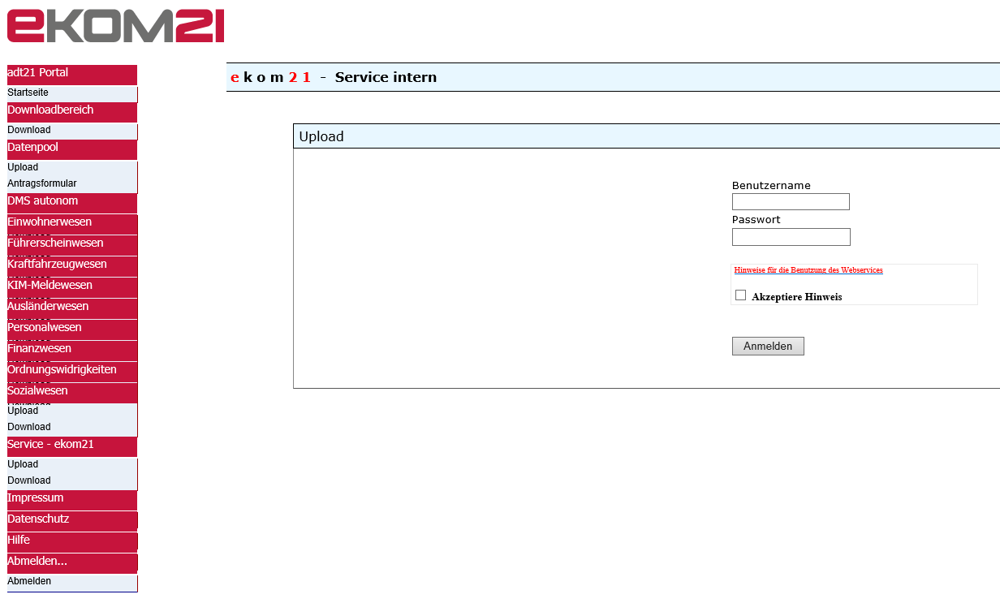 eKOM21
adt21 Portal
Startseite
Downloadbereich
Download
Datenpool
Upload
Antragsformular
DMS autonom
Einwohnerwesen
Führerscheinwesen
Kraftfahrzeugwesen
KIM-Meldewesen
Ausländerwesen
Personalwesen
Finanzwesen
Ordnungswidrigkeiten
Sozialwesen
Upload
Download
Service - ekom21
Upload
Download
Impressum
Datenschutz
Hilfe
Abmelden...
Abmelden
e k o m 2 1 - Service intern
Upload
Benutzername
Passwort
Hinweise für die Benutzung des Webservices
Akzeptiere Hinweis
Anmelden